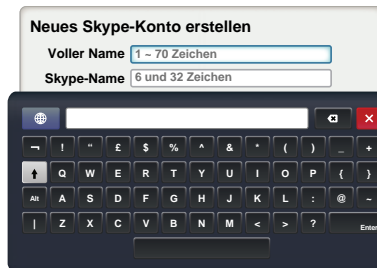 Neues Skype-Konto erstellen
Voller Name 1 ~ 70 Zeichen
Skype-Name 6 und 32 Zeichen
¬ ! “ £ $ % ^ & * ( ) _ +
Q W E R T Y U I O P { }
Alt A S D F G H J K L : @ ~
| Z X C V B N M < > ? Enter